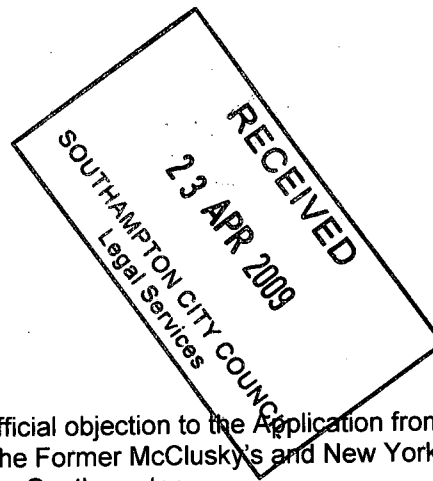 RECEIVED
23 APR 2009
SOUTHAMPTON CITY COUNCIL
Legal Services
fficial objection to the Application from
he Former McClusky's and New York